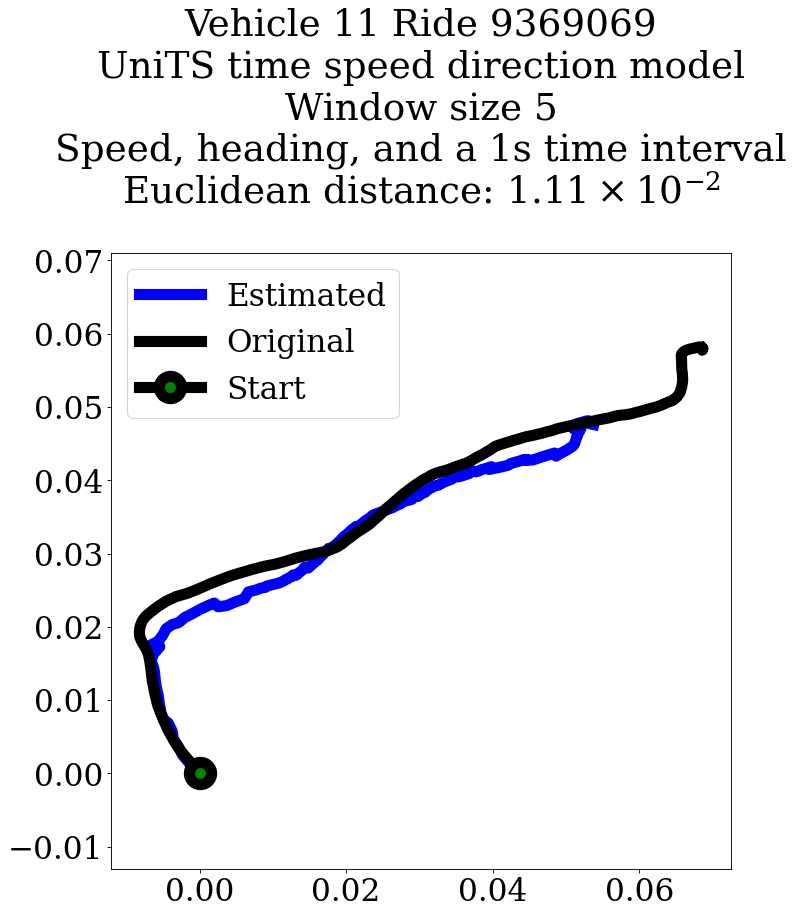 Vehicle 11 Ride 9369069
UniTS time speed direction model
Window size 5
Speed, heading, and a 1s time interval
Euclidean distance: 1.11 × 10⁻²
0.07
0.06
0.05
0.04
0.03
0.02
0.01
0.00
−0.01
Estimated
Original
Start
0.00 0.02 0.04 0.06